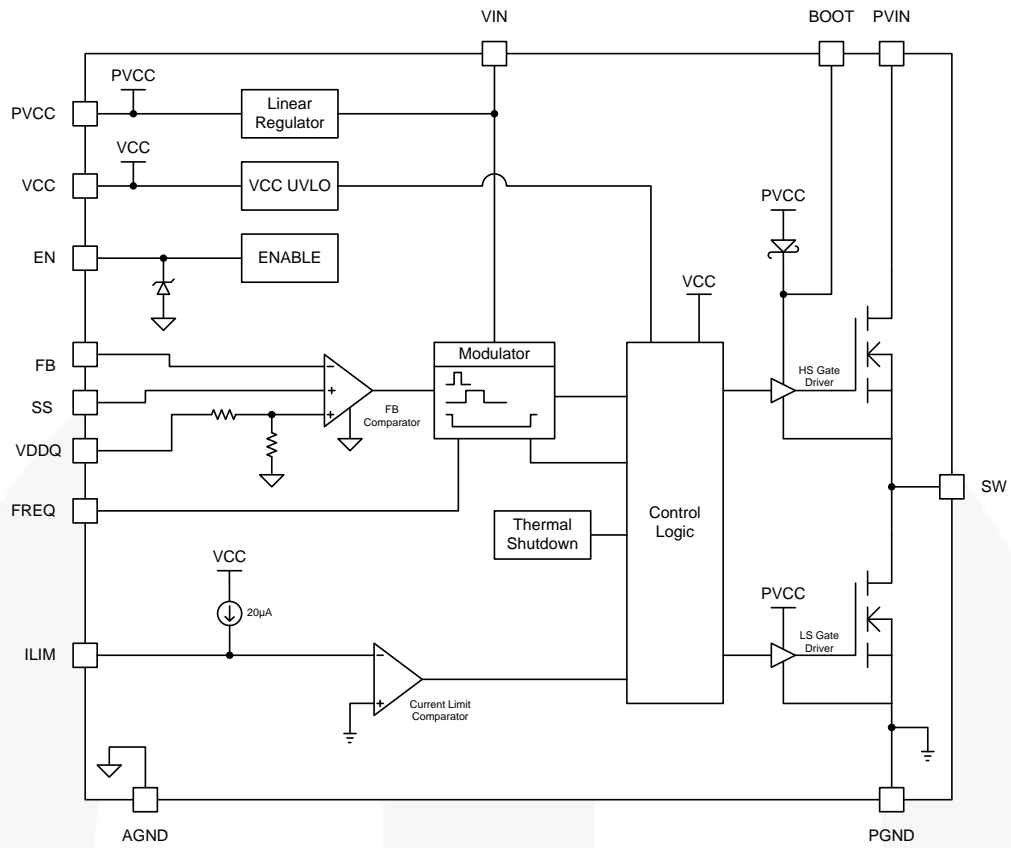 VIN
BOOT
PVIN
PVCC
PVCC
Linear
Regulator
VCC
VCC
VCC UVLO
PVCC
EN
ENABLE
VCC
FB
Modulator
SS
FB
Comparator
HS Gate
Driver
VDDQ
SW
FREQ
Thermal
Shutdown
Control
Logic
VCC
20µA
PVCC
ILIM
LS Gate
Driver
Current Limit
Comparator
AGND
PGND